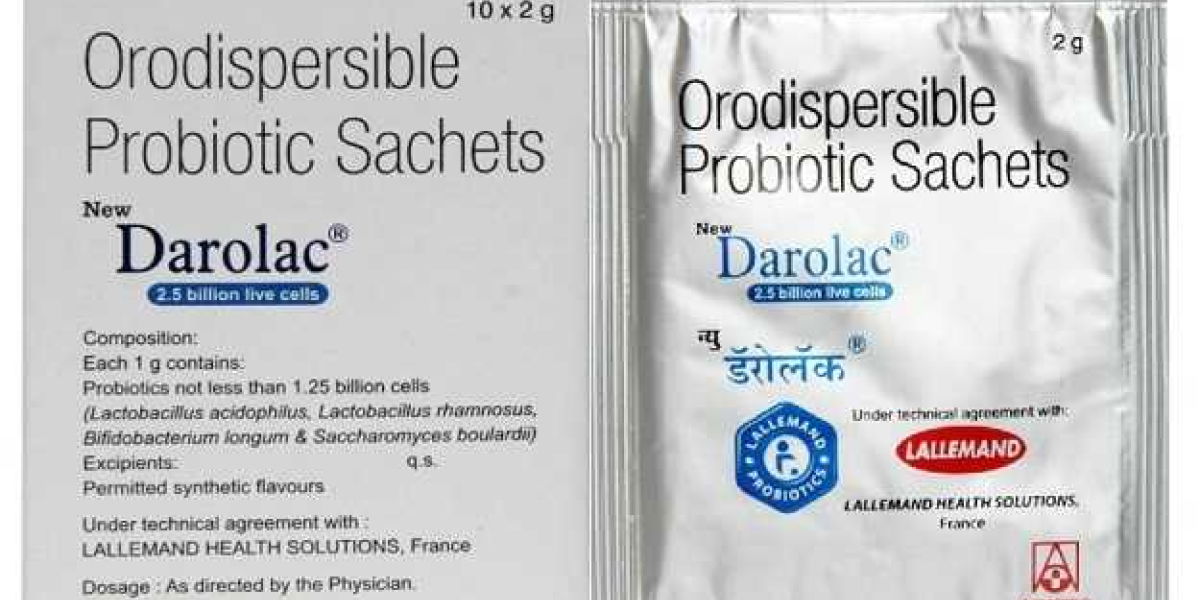 10 x 2 g
Orodispersible
Probiotic Sachets
New
Darolac®
2.5 billion live cells
Composition:
Each 1 g contains:
Probiotics not less than 1.25 billion cells
(Lactobacillus acidophilus, Lactobacillus rhamnosus,
Bifidobacterium longum & Saccharomyces boulardii)
Excipients: q.s.
Permitted synthetic flavours
Under technical agreement with :
LALLEMAND HEALTH SOLUTIONS, France
Dosage : As directed by the Physician.
2 g
Orodispersible
Probiotic Sachets
New
Darolac®
2.5 billion live cells
न्यु
डॅरोलॅक®
LALLEMAND
PROBIOTICS
Under technical agreement with:
LALLEMAND
LALLEMAND HEALTH SOLUTIONS,
France